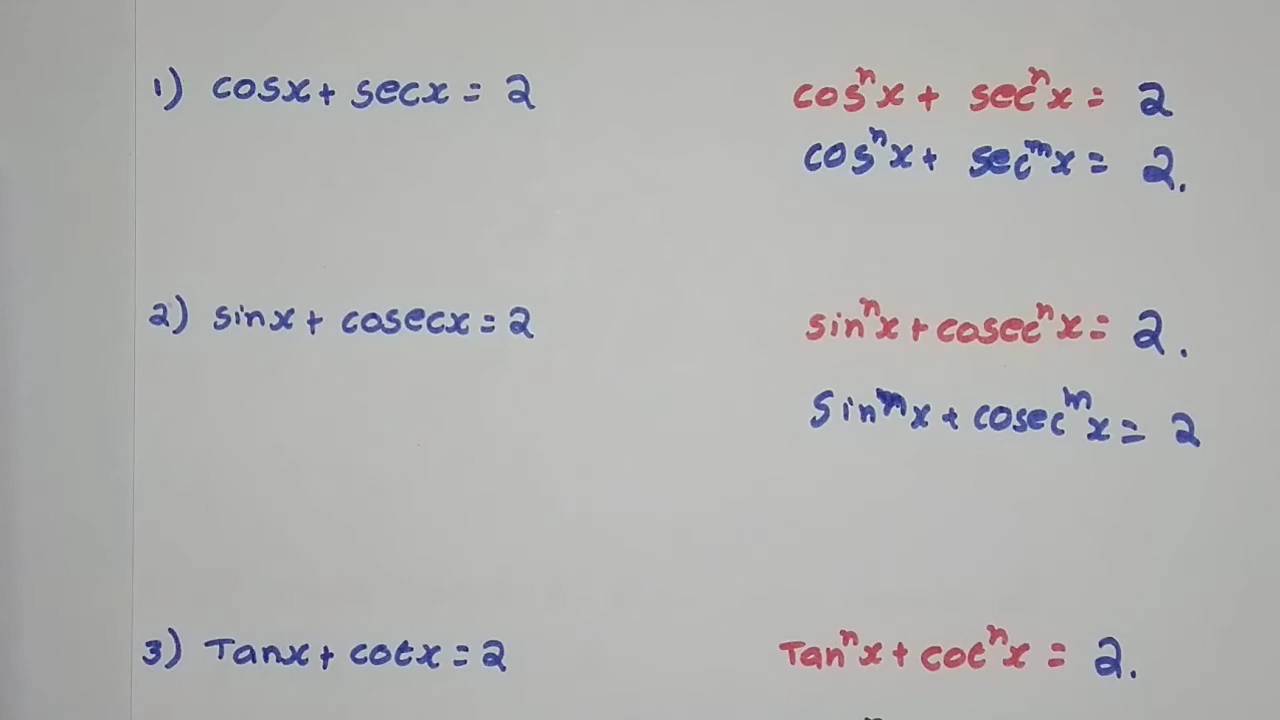 1) cosx + secx = 2
cosⁿx + secⁿx = 2
cosⁿx + secᵐx = 2.
2) sinx + cosecx = 2
sinⁿx + cosecⁿx = 2.
sinᵐx + cosecᵐx = 2
3) Tanx + cotx = 2
Tanⁿx + cotⁿx = 2.